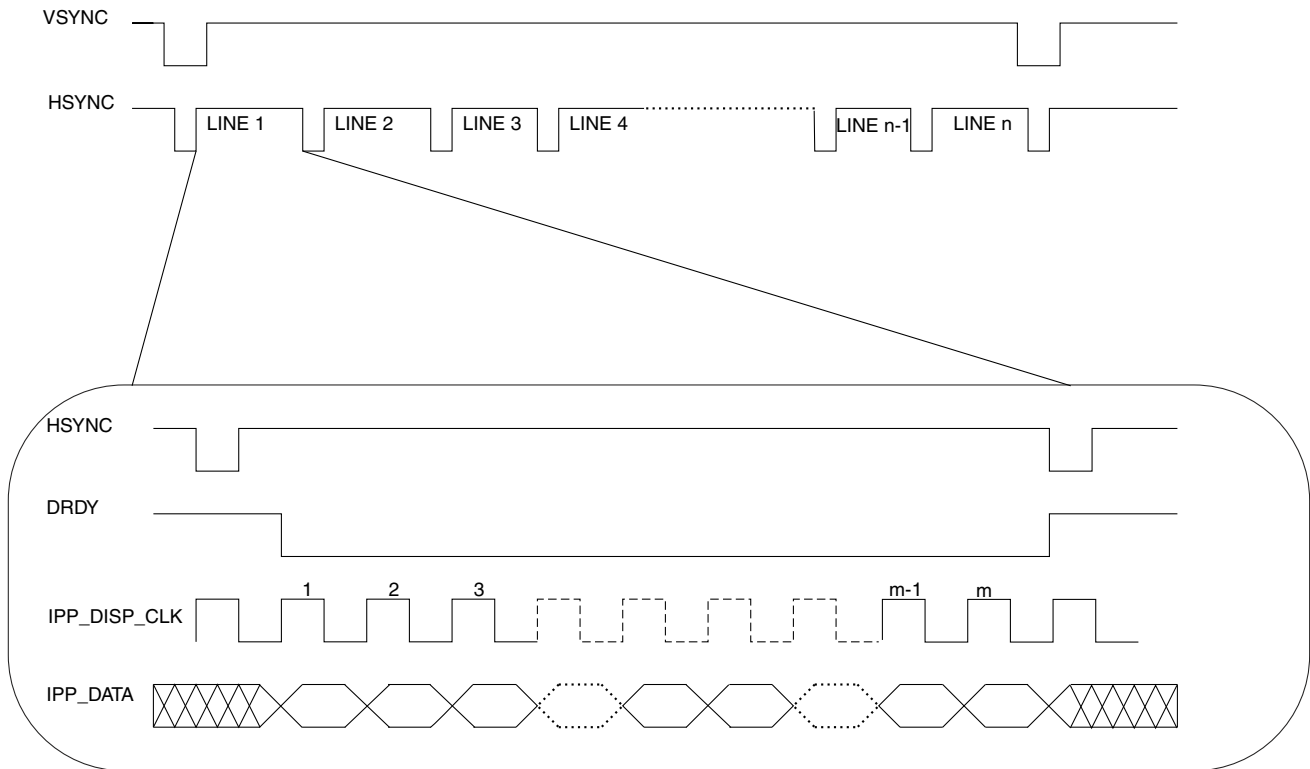 VSYNC
HSYNC
LINE 1 LINE 2 LINE 3 LINE 4 LINE n-1 LINE n
HSYNC
DRDY
1 2 3 m-1 m
IPP_DISP_CLK
IPP_DATA